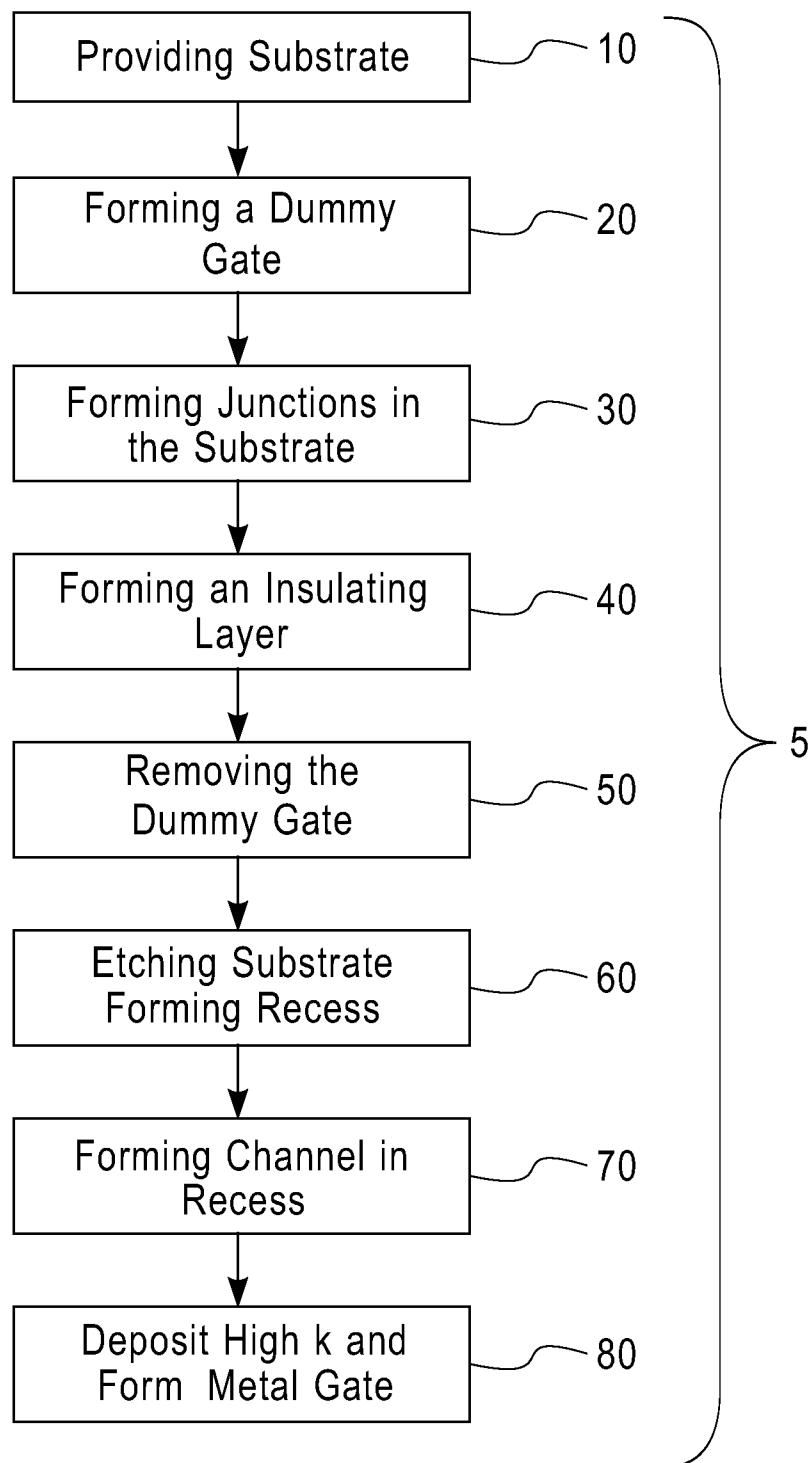 Providing Substrate
10
Forming a Dummy
Gate
20
Forming Junctions in
the Substrate
30
Forming an Insulating
Layer
40
Removing the
Dummy Gate
50
Etching Substrate
Forming Recess
60
Forming Channel in
Recess
70
Deposit High k and
Form Metal Gate
80
5